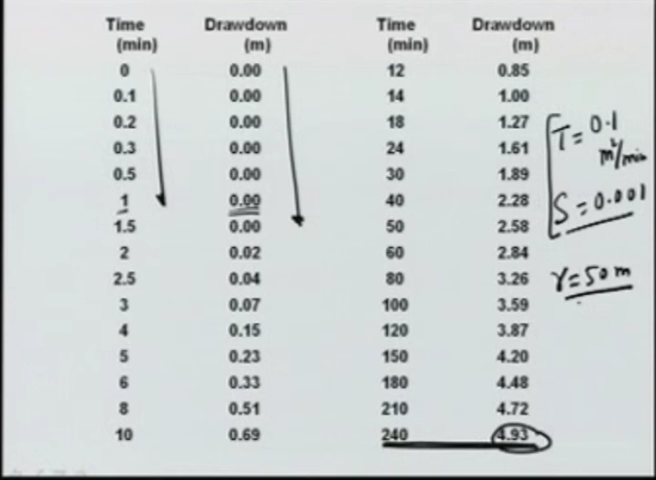 Time Drawdown Time Drawdown
(min) (m) (min) (m)
0 0.00 12 0.85
0.1 0.00 14 1.00
0.2 0.00 18 1.27
0.3 0.00 24 1.61
0.5 0.00 30 1.89
1 0.00 40 2.28
1.5 0.00 50 2.58
2 0.02 60 2.84
2.5 0.04 80 3.26
3 0.07 100 3.59
4 0.15 120 3.87
5 0.23 150 4.20
6 0.33 180 4.48
8 0.51 210 4.72
10 0.69 240 4.93
T = 0.1
m²/min
S = 0.001
r = 50 m